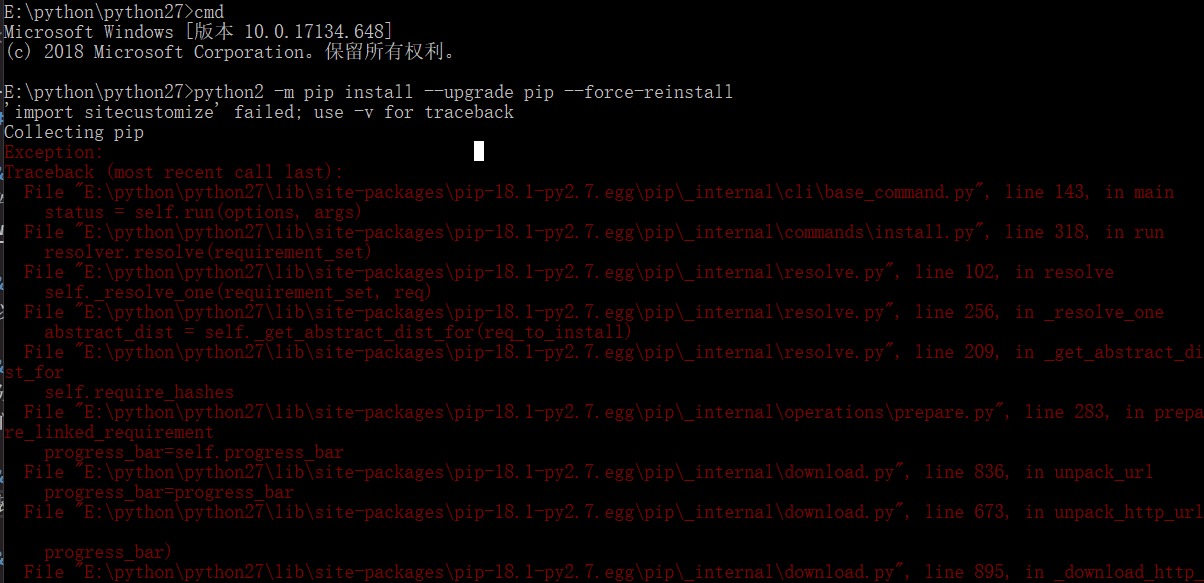 E:\python\python27>cmd
Microsoft Windows [版本 10.0.17134.648]
(c) 2018 Microsoft Corporation。保留所有权利。
E:\python\python27>python2 -m pip install --upgrade pip --force-reinstall
'import sitecustomize' failed; use -v for traceback
Collecting pip
Exception:
Traceback (most recent call last):
  File "E:\python\python27\lib\site-packages\pip-18.1-py2.7.egg\pip\_internal\cli\base_command.py", line 143, in main
    status = self.run(options, args)
  File "E:\python\python27\lib\site-packages\pip-18.1-py2.7.egg\pip\_internal\commands\install.py", line 318, in run
    resolver.resolve(requirement_set)
  File "E:\python\python27\lib\site-packages\pip-18.1-py2.7.egg\pip\_internal\resolve.py", line 102, in resolve
    self._resolve_one(requirement_set, req)
  File "E:\python\python27\lib\site-packages\pip-18.1-py2.7.egg\pip\_internal\resolve.py", line 256, in _resolve_one
    abstract_dist = self._get_abstract_dist_for(req_to_install)
  File "E:\python\python27\lib\site-packages\pip-18.1-py2.7.egg\pip\_internal\resolve.py", line 209, in _get_abstract_di
st_for
    self.require_hashes
  File "E:\python\python27\lib\site-packages\pip-18.1-py2.7.egg\pip\_internal\operations\prepare.py", line 283, in prepa
re_linked_requirement
    progress_bar=self.progress_bar
  File "E:\python\python27\lib\site-packages\pip-18.1-py2.7.egg\pip\_internal\download.py", line 836, in unpack_url
    progress_bar=progress_bar
  File "E:\python\python27\lib\site-packages\pip-18.1-py2.7.egg\pip\_internal\download.py", line 673, in unpack_http_url
    progress_bar)
  File "E:\python\python27\lib\site-packages\pip-18.1-py2.7.egg\pip\_internal\download.py", line 895, in _download_http_